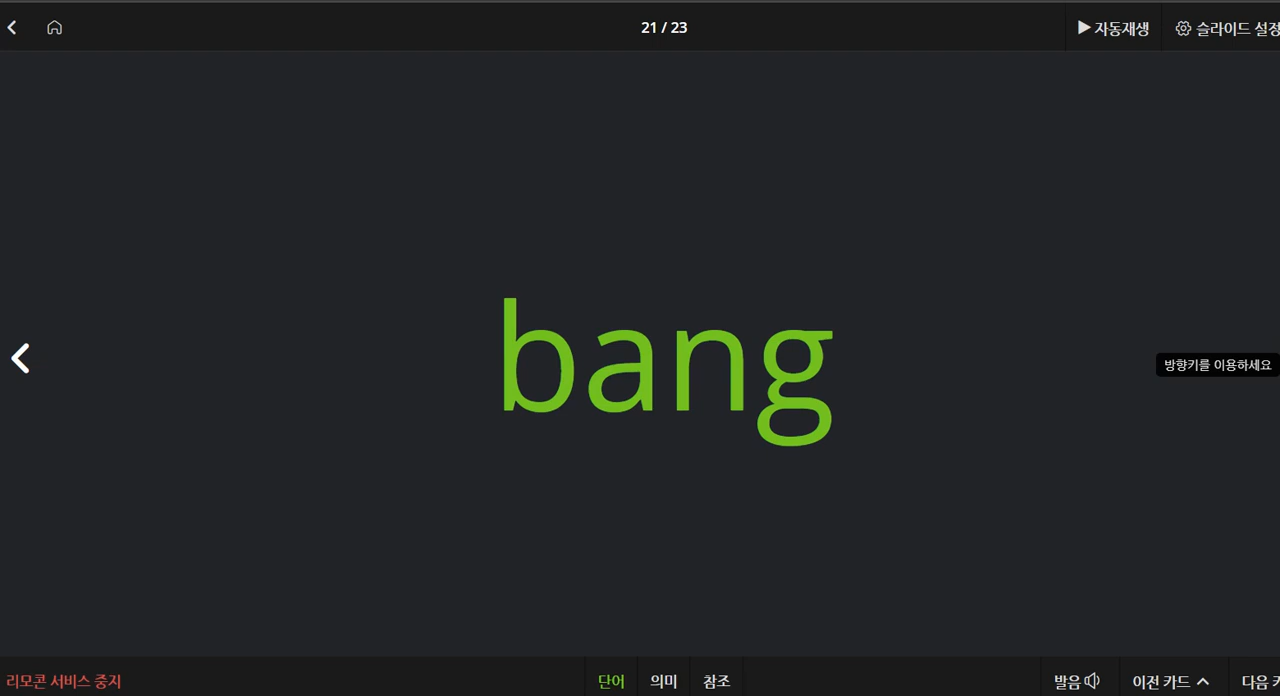 21 / 23
자동재생
슬라이드 설정
bang
방향키를 이용하세요
리모콘 서비스 중지
단어
의미
참조
발음
이전 카드
다음